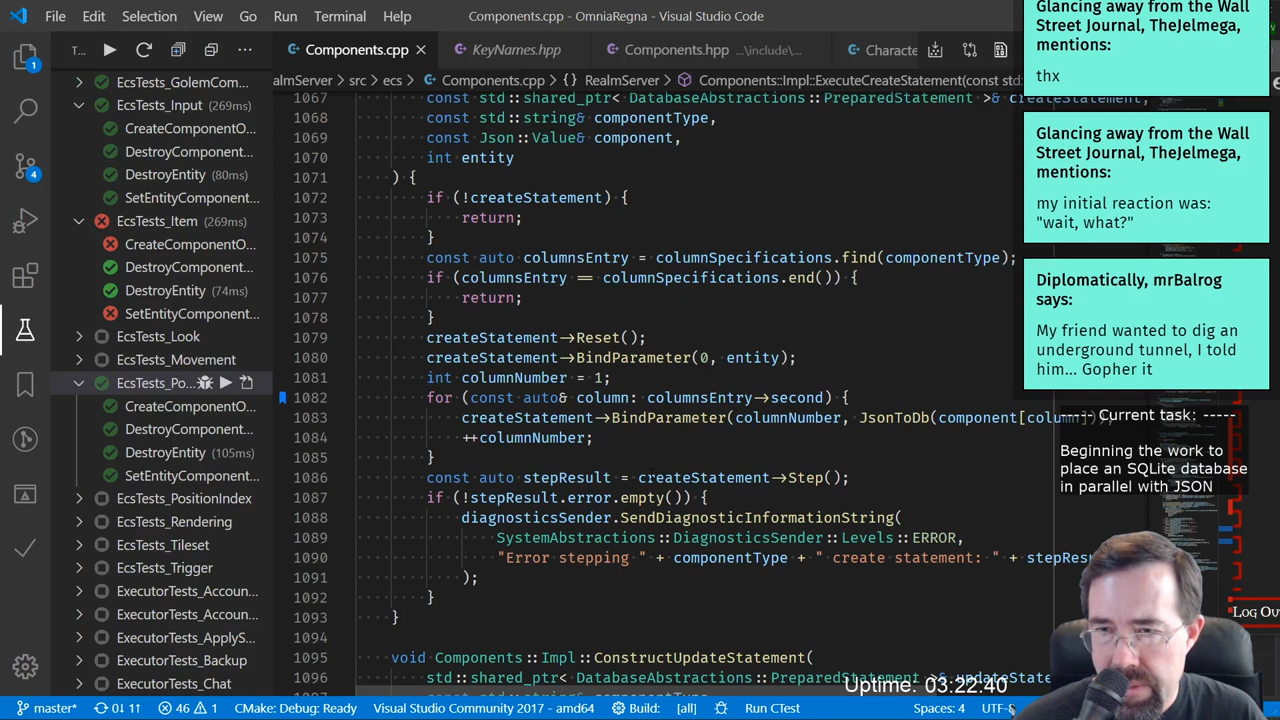 File Edit Selection View Go Run Terminal Help Components.cpp - OmniaRegna - Visual Studio Code
T... Components.cpp KeyNames.hpp Components.hpp ...\include\... Characte
ealmServer > src > ecs > Components.cpp > {} RealmServer > Components::Impl::ExecuteCreateStatement(const std:
EcsTests_GolemCom...
EcsTests_Input (269ms)
CreateComponentO...
DestroyComponent...
DestroyEntity (80ms)
SetEntityComponent...
EcsTests_Item (269ms)
CreateComponentO...
DestroyComponent...
DestroyEntity (74ms)
SetEntityComponent...
EcsTests_Look
EcsTests_Movement
EcsTests_Po...
CreateComponentO...
DestroyComponent...
DestroyEntity (105ms)
SetEntityComponent...
EcsTests_PositionIndex
EcsTests_Rendering
EcsTests_Tileset
EcsTests_Trigger
ExecutorTests_Accoun...
ExecutorTests_Accoun...
ExecutorTests_ApplyS...
ExecutorTests_Backup
ExecutorTests_Chat
1067 const std::shared_ptr< DatabaseAbstractions::PreparedStatement >& createStatement,
1068 const std::string& componentType,
1069 const Json::Value& component,
1070 int entity
1071 ) {
1072 if (!createStatement) {
1073 return;
1074 }
1075 const auto columnsEntry = columnSpecifications.find(componentType);
1076 if (columnsEntry == columnSpecifications.end()) {
1077 return;
1078 }
1079 createStatement->Reset();
1080 createStatement->BindParameter(0, entity);
1081 int columnNumber = 1;
1082 for (const auto& column: columnsEntry->second) {
1083 createStatement->BindParameter(columnNumber, JsonToDb(component[column]));
1084 ++columnNumber;
1085 }
1086 const auto stepResult = createStatement->Step();
1087 if (!stepResult.error.empty()) {
1088 diagnosticsSender.SendDiagnosticInformationString(
1089 SystemAbstractions::DiagnosticsSender::Levels::ERROR,
1090 "Error stepping " + componentType + " create statement: " + stepRes
1091 );
1092 }
1093 }
1094
1095 void Components::Impl::ConstructUpdateStatement(
1096 std::shared_ptr< DatabaseAbstractions::PreparedStatement >& updateState
Glancing away from the Wall
Street Journal, TheJelmega,
mentions:
thx
Glancing away from the Wall
Street Journal, TheJelmega,
mentions:
my initial reaction was:
"wait, what?"
Diplomatically, mrBalrog
says:
My friend wanted to dig an
underground tunnel, I told
him... Gopher it
----- Current task: -----
Beginning the work to
place an SQLite database
in parallel with JSON
Log Ou
Uptime: 03:22:40
1
4
master* 0↓ 1↑ 46 1 CMake: Debug: Ready Visual Studio Community 2017 - amd64 Build: [all] Run CTest Spaces: 4 UTF-8